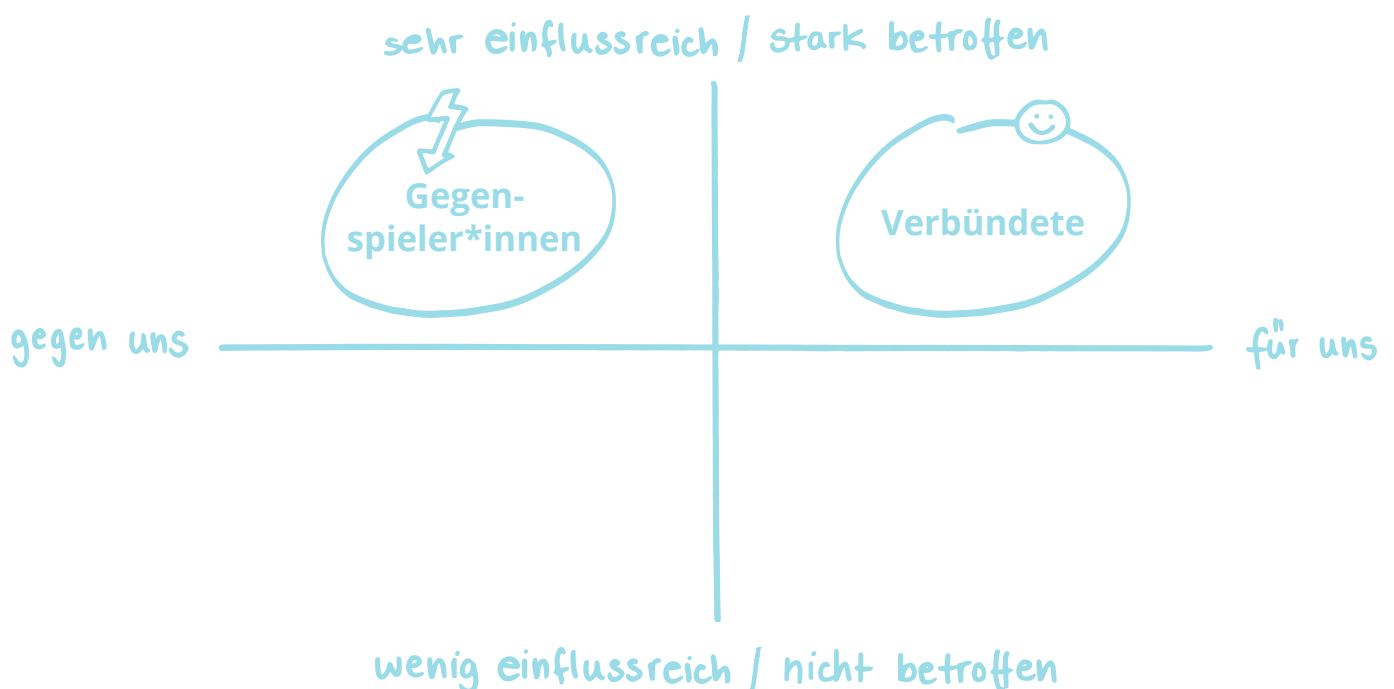 sehr einflussreich / stark betroffen
Gegen-
spieler*innen
Verbündete
gegen uns
für uns
wenig einflussreich / nicht betroffen